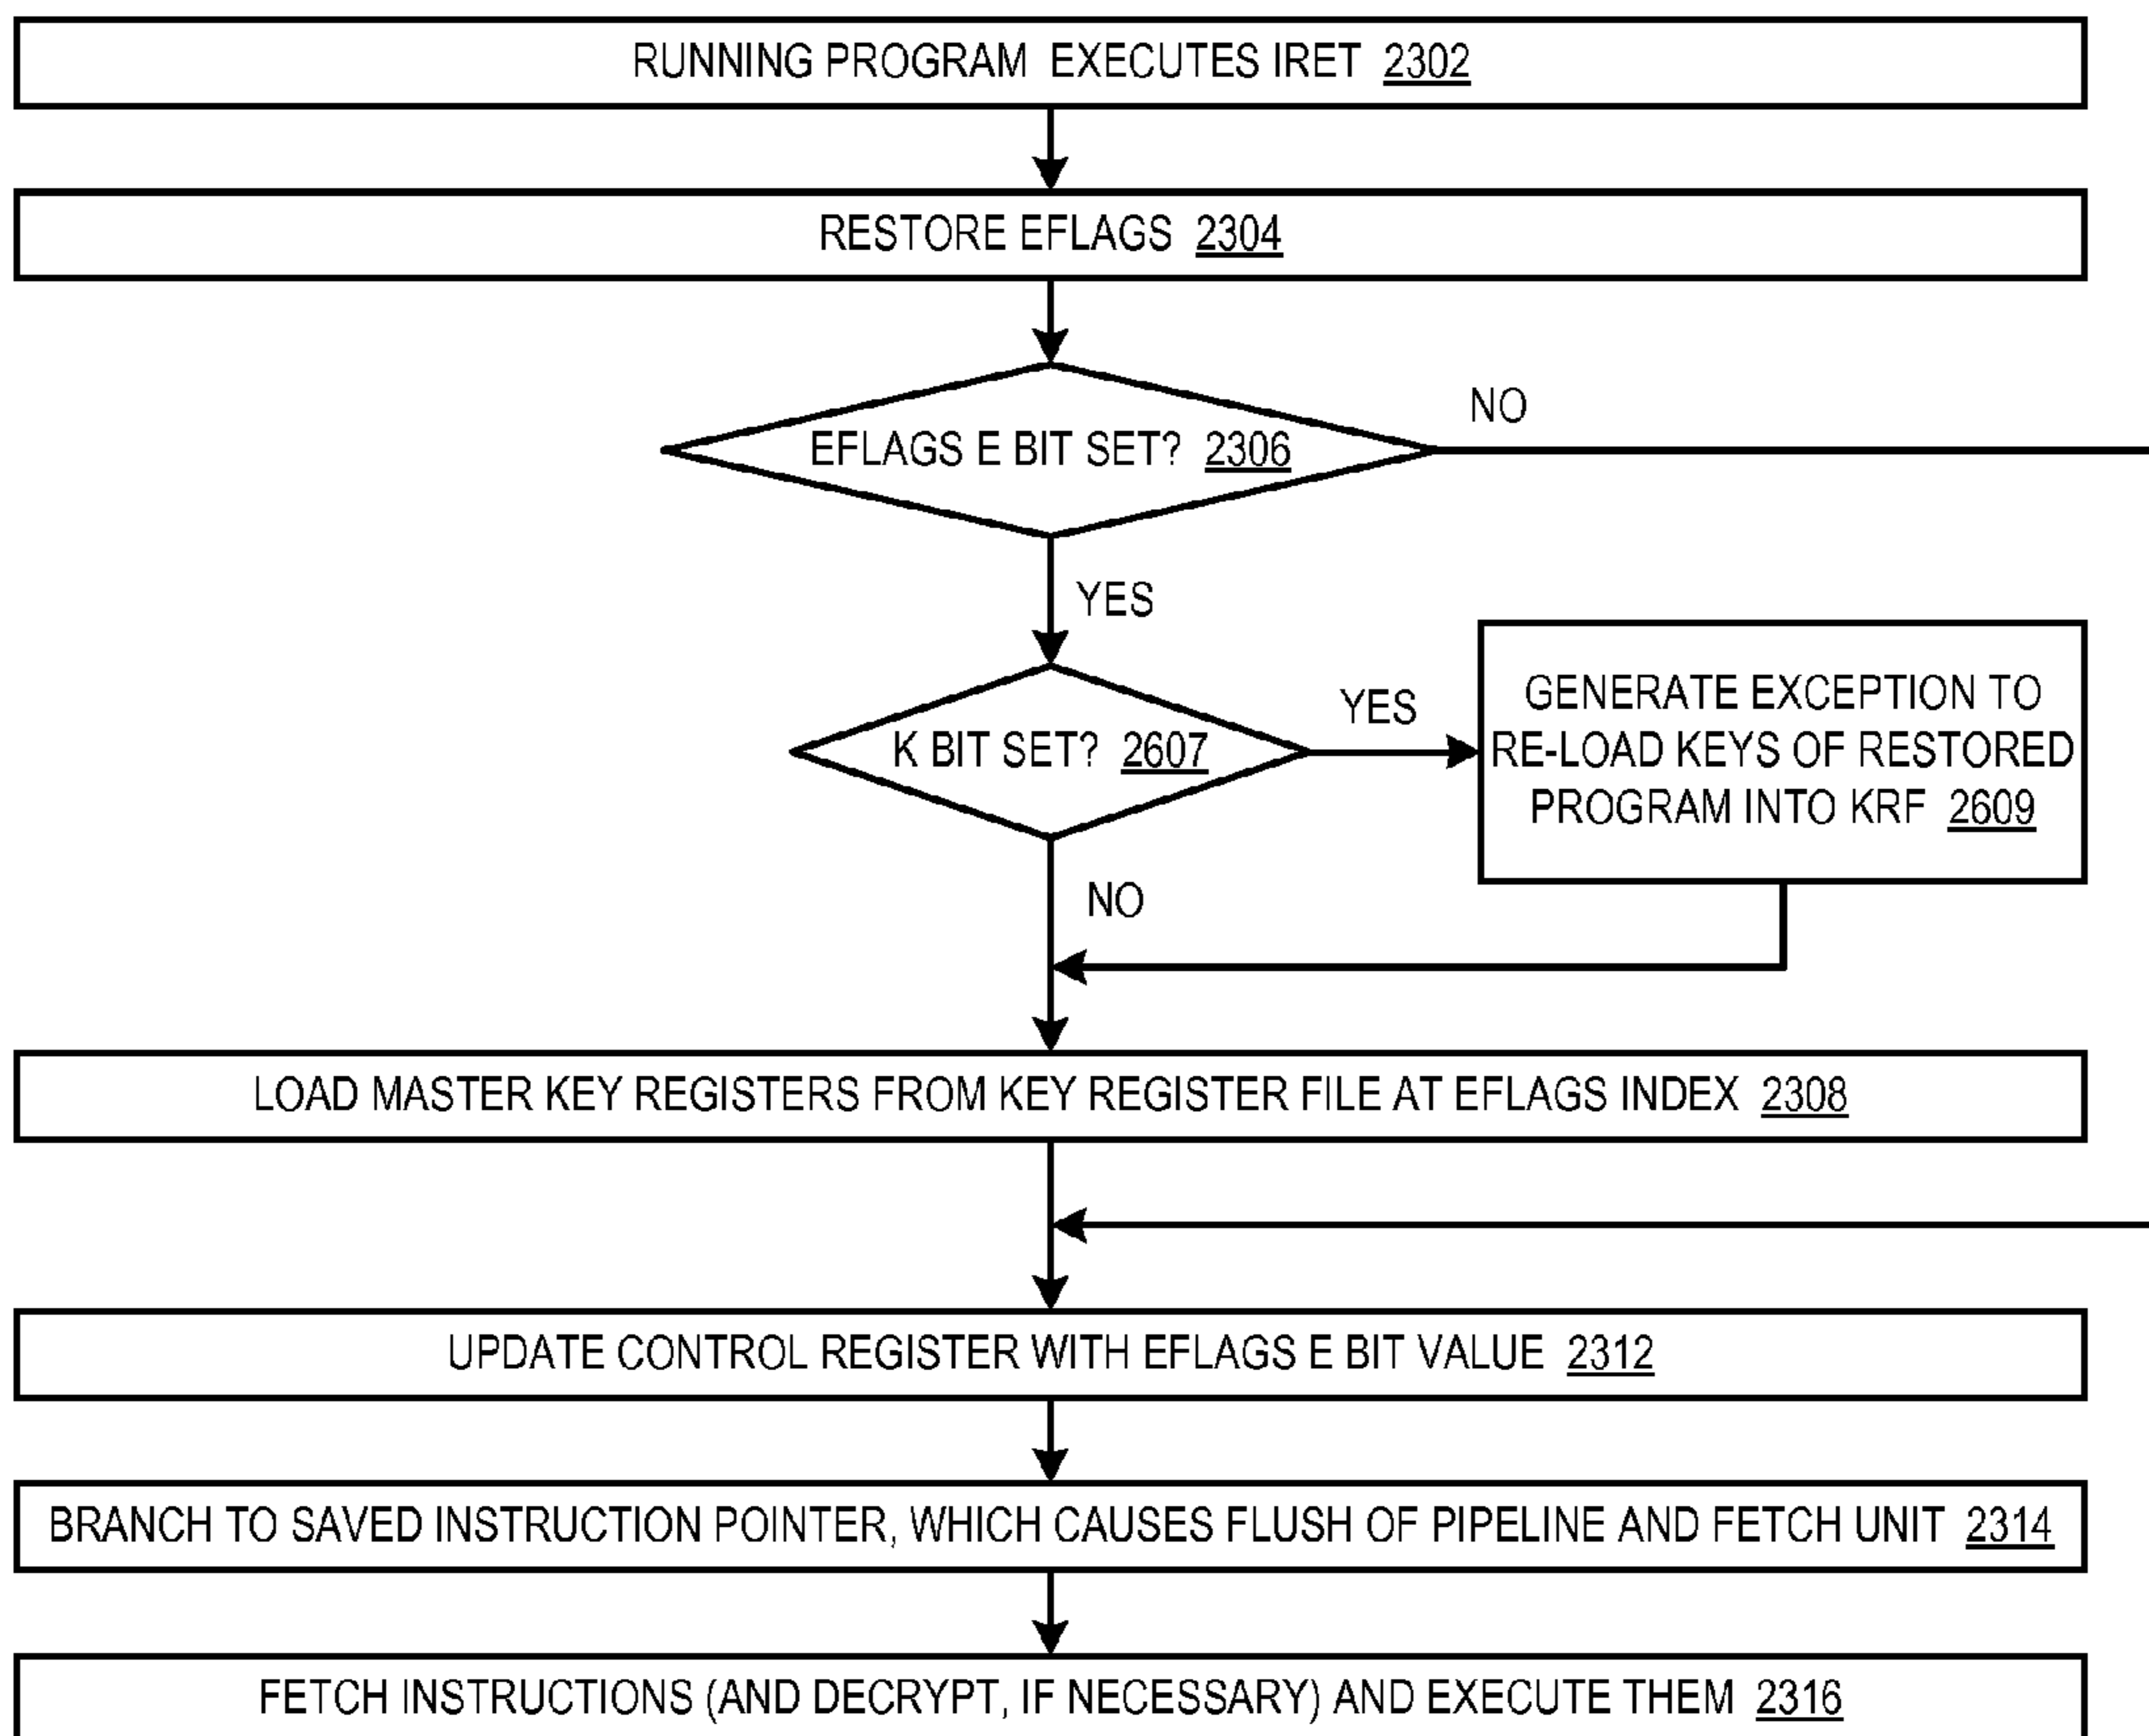 RUNNING PROGRAM EXECUTES IRET 2302
RESTORE EFLAGS 2304
NO
EFLAGS E BIT SET? 2306
YES
YES
K BIT SET? 2607
GENERATE EXCEPTION TO
RE-LOAD KEYS OF RESTORED
PROGRAM INTO KRF 2609
NO
LOAD MASTER KEY REGISTERS FROM KEY REGISTER FILE AT EFLAGS INDEX 2308
UPDATE CONTROL REGISTER WITH EFLAGS E BIT VALUE 2312
BRANCH TO SAVED INSTRUCTION POINTER, WHICH CAUSES FLUSH OF PIPELINE AND FETCH UNIT 2314
FETCH INSTRUCTIONS (AND DECRYPT, IF NECESSARY) AND EXECUTE THEM 2316